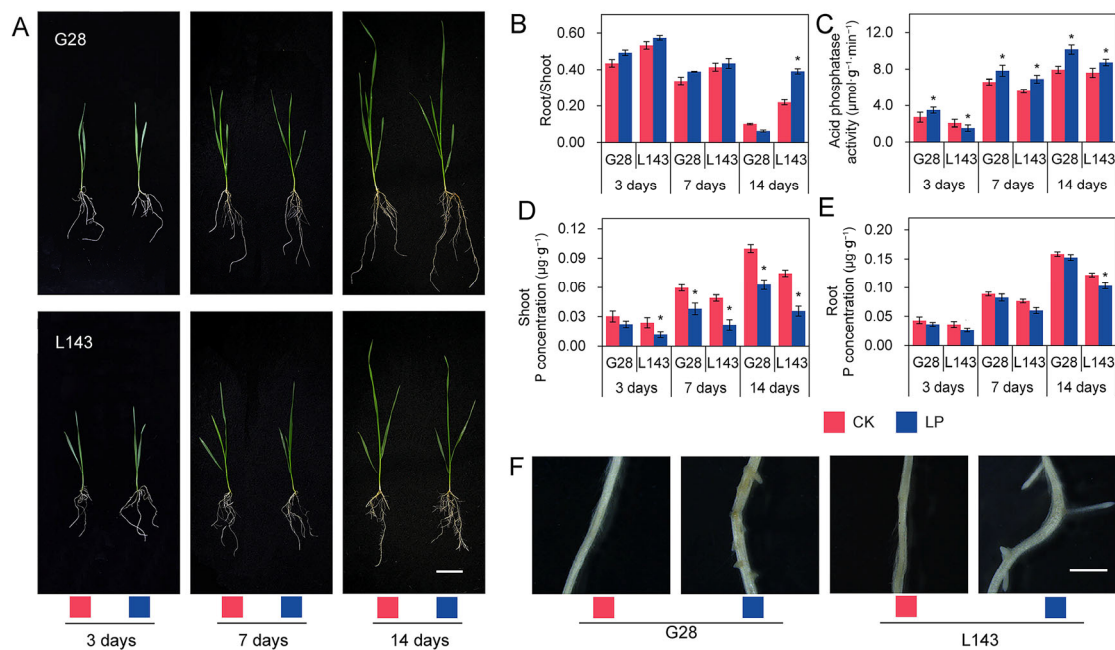 A
G28
L143
3 days
7 days
14 days
B
Root/Shoot
0.60
0.40
0.20
0.00
G28
L143
G28
L143
G28
L143
3 days
7 days
14 days
*
C
Acid phosphatase
activity (μmol·g⁻¹·min⁻¹)
12.0
8.0
4.0
0.0
G28
L143
G28
L143
G28
L143
3 days
7 days
14 days
*
*
*
*
*
*
D
Shoot
P concentration (μg·g⁻¹)
0.12
0.09
0.06
0.03
0.00
G28
L143
G28
L143
G28
L143
3 days
7 days
14 days
*
*
*
*
*
E
Root
P concentration (μg·g⁻¹)
0.20
0.15
0.10
0.05
0.00
G28
L143
G28
L143
G28
L143
3 days
7 days
14 days
*
CK
LP
F
G28
L143